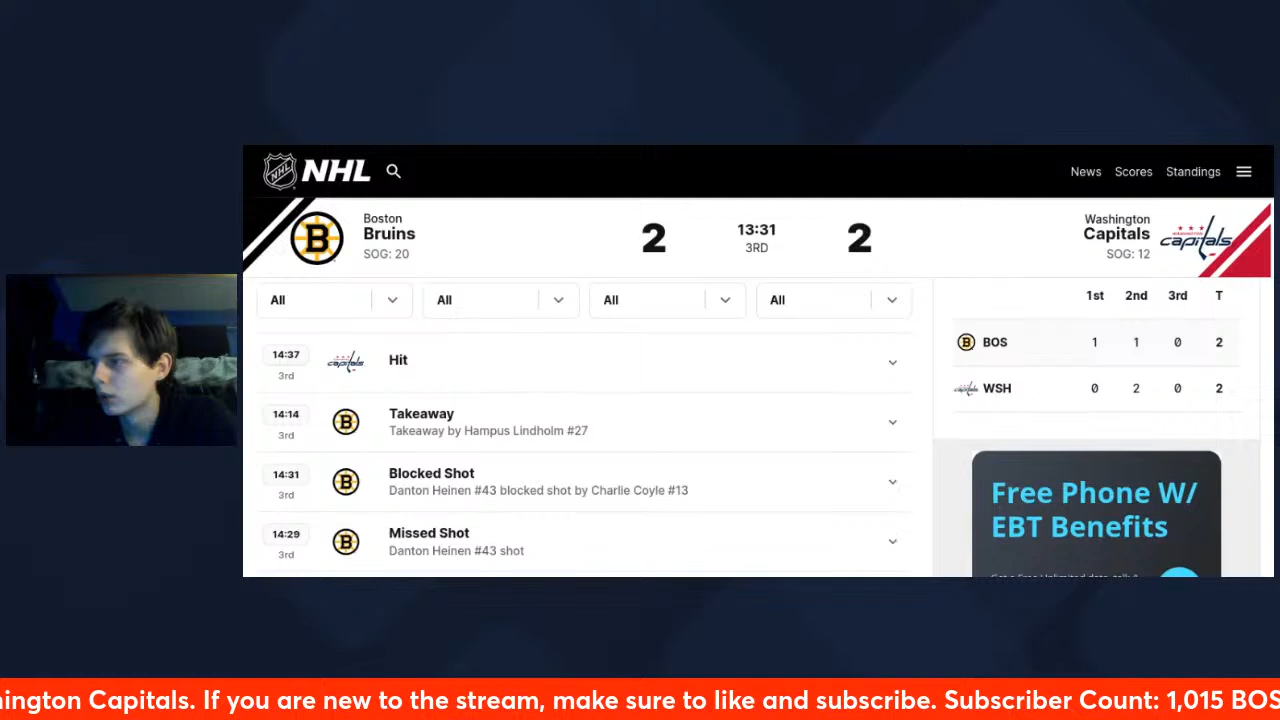 NHL
News Scores Standings
Boston
Bruins
SOG: 20
2
13:31
3RD
2
Washington
Capitals
SOG: 12
capitals
All All All All
14:37
3rd
Hit
14:14
3rd
Takeaway
Takeaway by Hampus Lindholm #27
14:31
3rd
Blocked Shot
Danton Heinen #43 blocked shot by Charlie Coyle #13
14:29
3rd
Missed Shot
Danton Heinen #43 shot
1st 2nd 3rd T
BOS 1 1 0 2
WSH 0 2 0 2
Free Phone W/
EBT Benefits
ington Capitals. If you are new to the stream, make sure to like and subscribe. Subscriber Count: 1,015 BOS